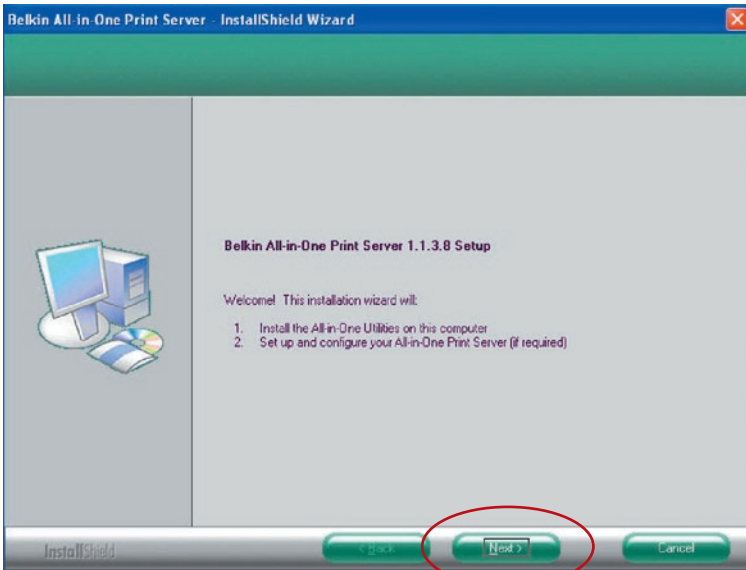 Belkin All-in-One Print Server - InstallShield Wizard
Belkin All-in-One Print Server 1.1.3.8 Setup
Welcome! This installation wizard will:
1. Install the All-in-One Utilities on this computer
2. Set up and configure your All-in-One Print Server (if required)
InstallShield
< Back
Next >
Cancel